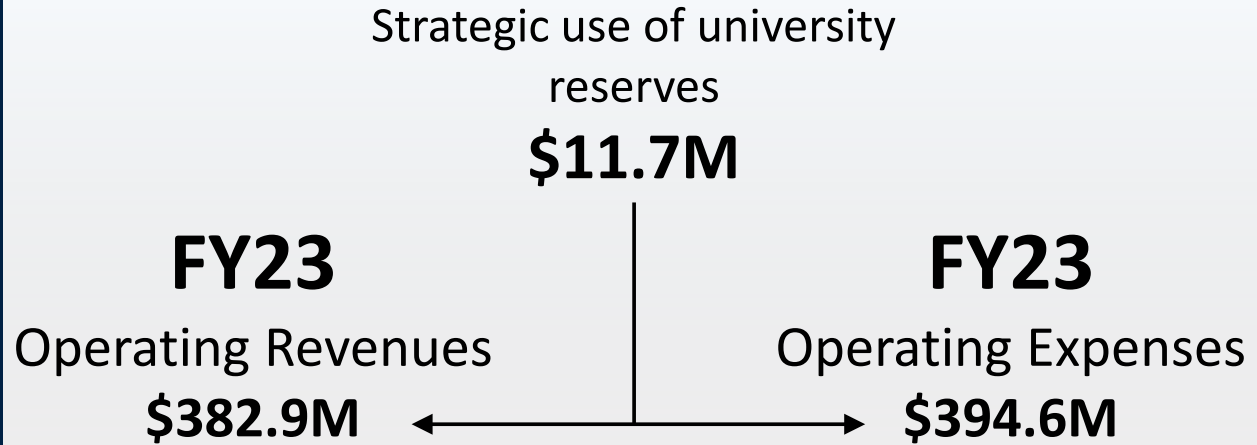 Strategic use of university
reserves
$11.7M
FY23
Operating Revenues
$382.9M
FY23
Operating Expenses
$394.6M